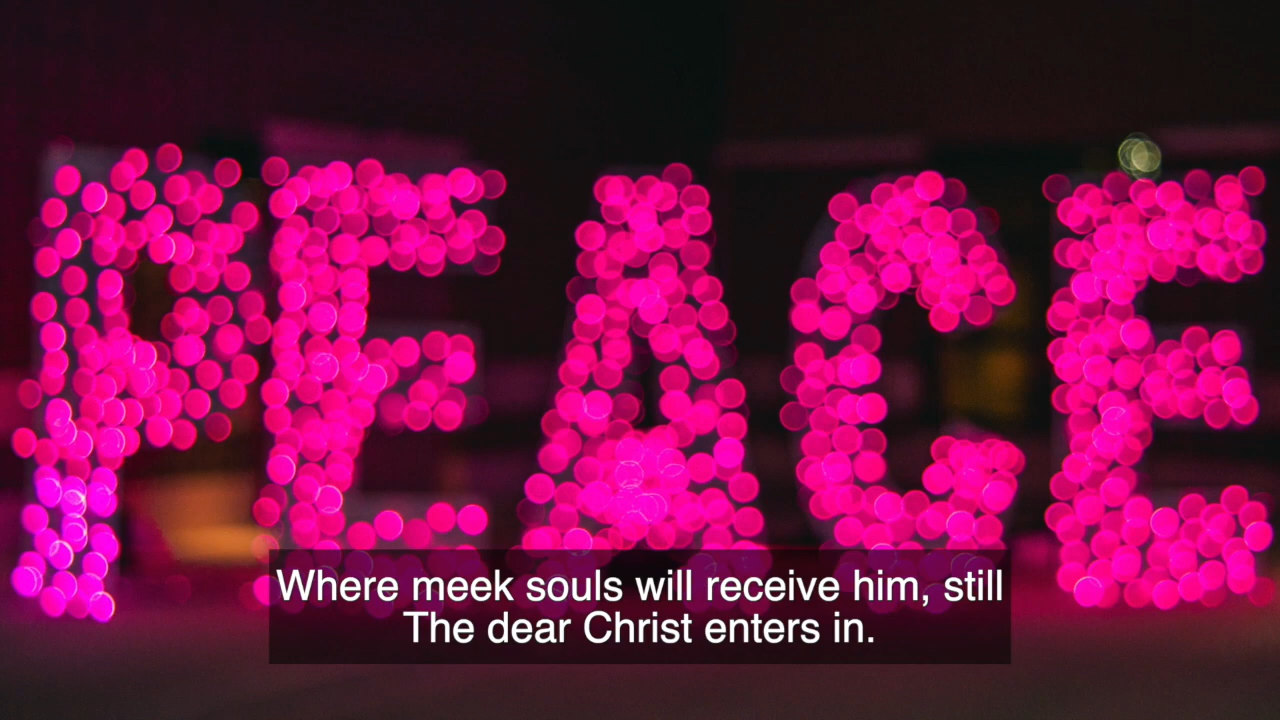 PEACE
Where meek souls will receive him, still
The dear Christ enters in.